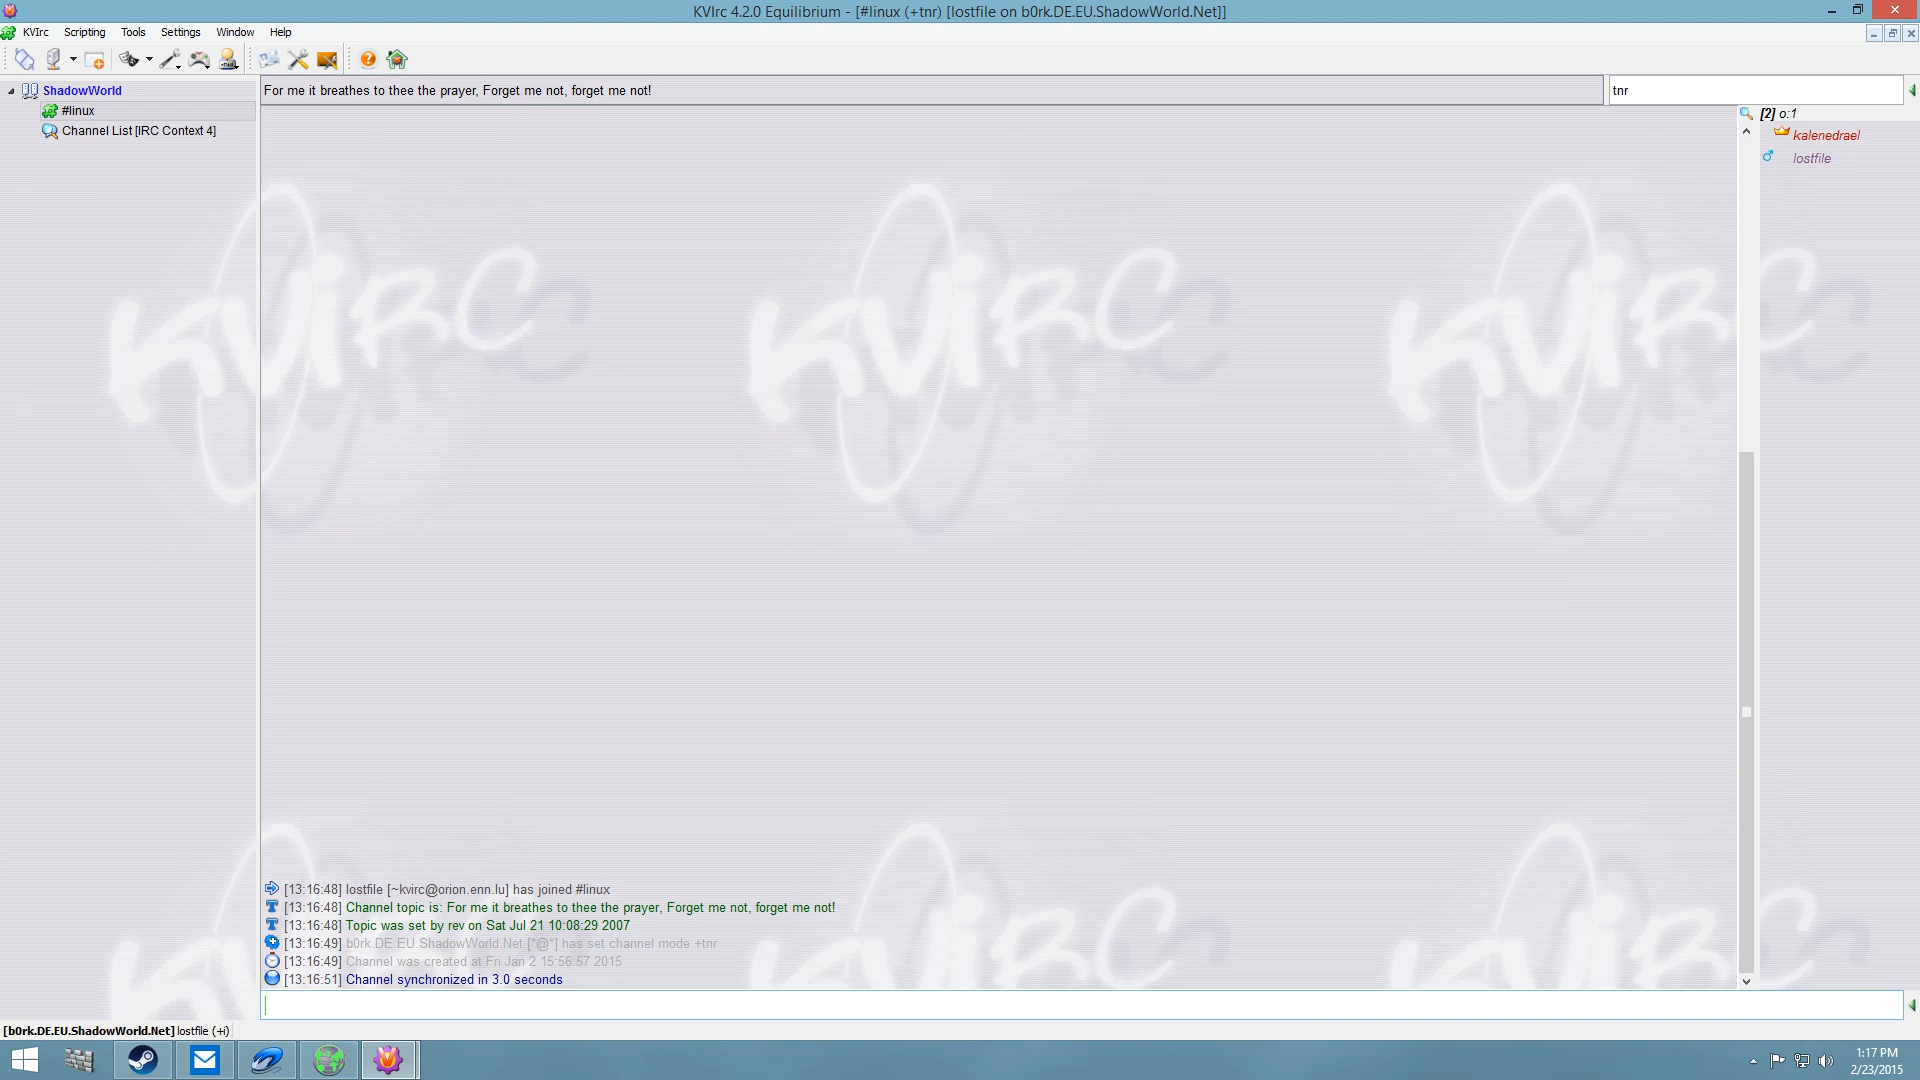 KVIrc 4.2.0 Equilibrium - [#linux (+tnr) [lostfile on b0rk.DE.EU.ShadowWorld.Net]]
KVIrc Scripting Tools Settings Window Help
ShadowWorld
#linux
Channel List [IRC Context 4]
For me it breathes to thee the prayer, Forget me not, forget me not!
tnr
[2] o:1
kalenedrael
lostfile
KVIRC KVIRC KVIRC
[13:16:48] lostfile [~kvirc@orion.enn.lu] has joined #linux
[13:16:48] Channel topic is: For me it breathes to thee the prayer, Forget me not, forget me not!
[13:16:48] Topic was set by rev on Sat Jul 21 10:08:29 2007
[13:16:49] b0rk.DE.EU.ShadowWorld.Net [*@*] has set channel mode +tnr
[13:16:49] Channel was created at Fri Jan 2 15:56:57 2015
[13:16:51] Channel synchronized in 3.0 seconds
[b0rk.DE.EU.ShadowWorld.Net] lostfile (+i)
1:17 PM
2/23/2015